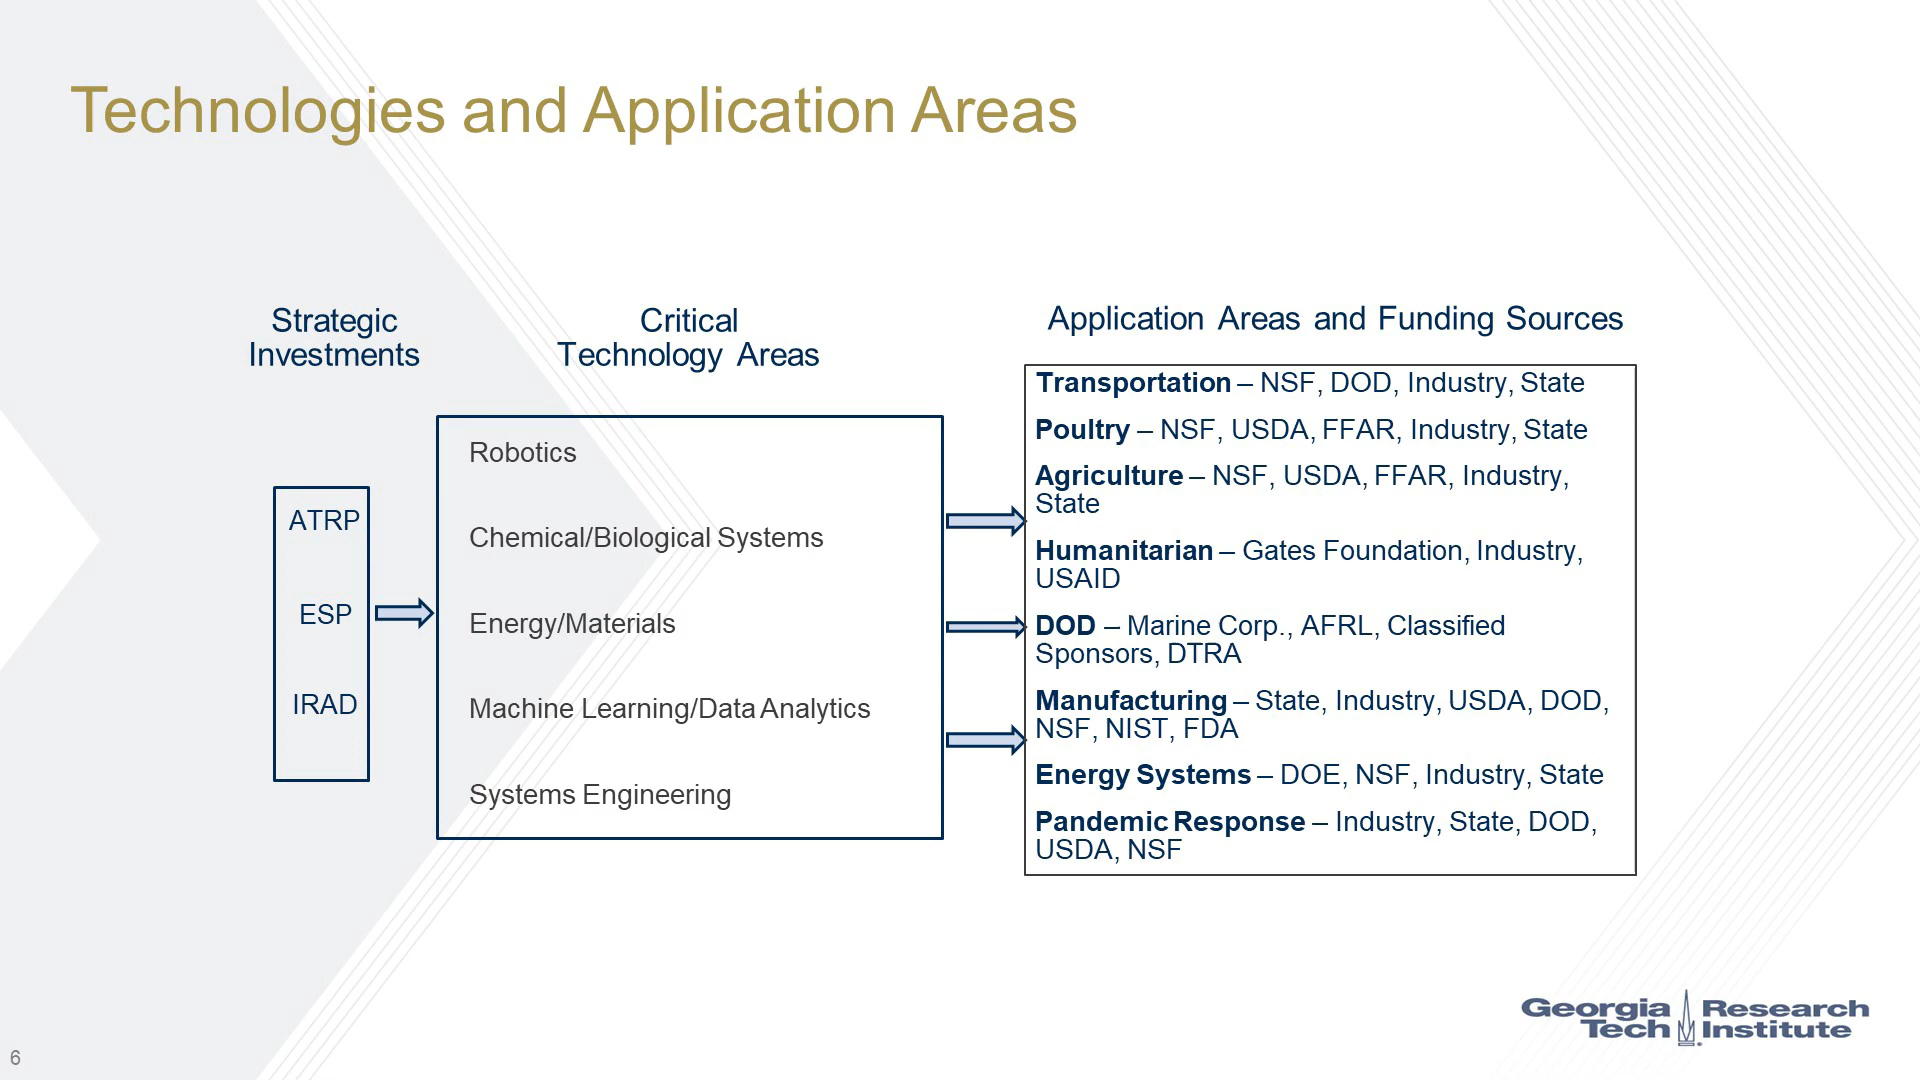 Technologies and Application Areas
Strategic
Investments
Critical
Technology Areas
Application Areas and Funding Sources
ATRP
ESP
IRAD
Robotics
Chemical/Biological Systems
Energy/Materials
Machine Learning/Data Analytics
Systems Engineering
Transportation – NSF, DOD, Industry, State
Poultry – NSF, USDA, FFAR, Industry, State
Agriculture – NSF, USDA, FFAR, Industry,
State
Humanitarian – Gates Foundation, Industry,
USAID
DOD – Marine Corp., AFRL, Classified
Sponsors, DTRA
Manufacturing – State, Industry, USDA, DOD,
NSF, NIST, FDA
Energy Systems – DOE, NSF, Industry, State
Pandemic Response – Industry, State, DOD,
USDA, NSF
Georgia Research
Tech Institute
6